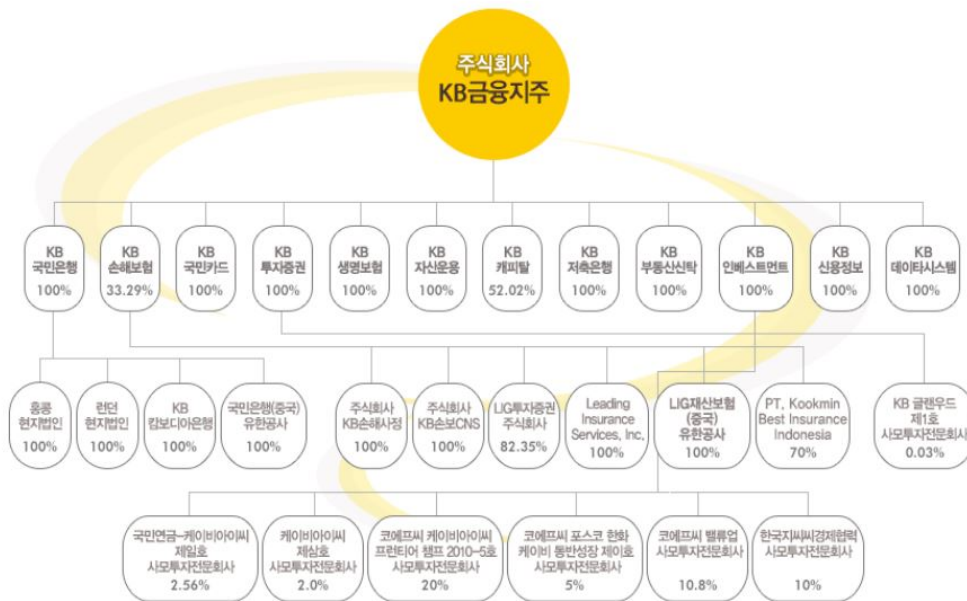 주식회사
KB금융지주
KB
국민은행
100%
KB
손해보험
33.29%
KB
국민카드
100%
KB
투자증권
100%
KB
생명보험
100%
KB
자산운용
100%
KB
캐피탈
52.02%
KB
저축은행
100%
KB
부동산신탁
100%
KB
인베스트먼트
100%
KB
신용정보
100%
KB
데이타시스템
100%
홍콩
현지법인
100%
런던
현지법인
100%
KB
캄보디아은행
100%
국민은행(중국)
유한공사
100%
주식회사
KB손해사정
100%
주식회사
KB손보CNS
100%
LIG투자증권
주식회사
82.35%
Leading
Insurance
Services, Inc,
100%
LIG재산보험
(중국)
유한공사
100%
PT, Kookmin
Best Insurance
Indonesia
70%
KB 글랜우드
제1호
사모투자전문회사
0.03%
국민연금-케이비아이씨
제일호
사모투자전문회사
2.56%
케이비아이씨
제삼호
사모투자전문회사
2.0%
코에프씨 케이비아이씨
프런티어 챔프 2010-5호
사모투자전문회사
20%
코에프씨 포스코 한화
케이비 동반성장 제이호
사모투자전문회사
5%
코에프씨 밸류업
사모투자전문회사
10.8%
한국지씨씨경제협력
사모투자전문회사
10%